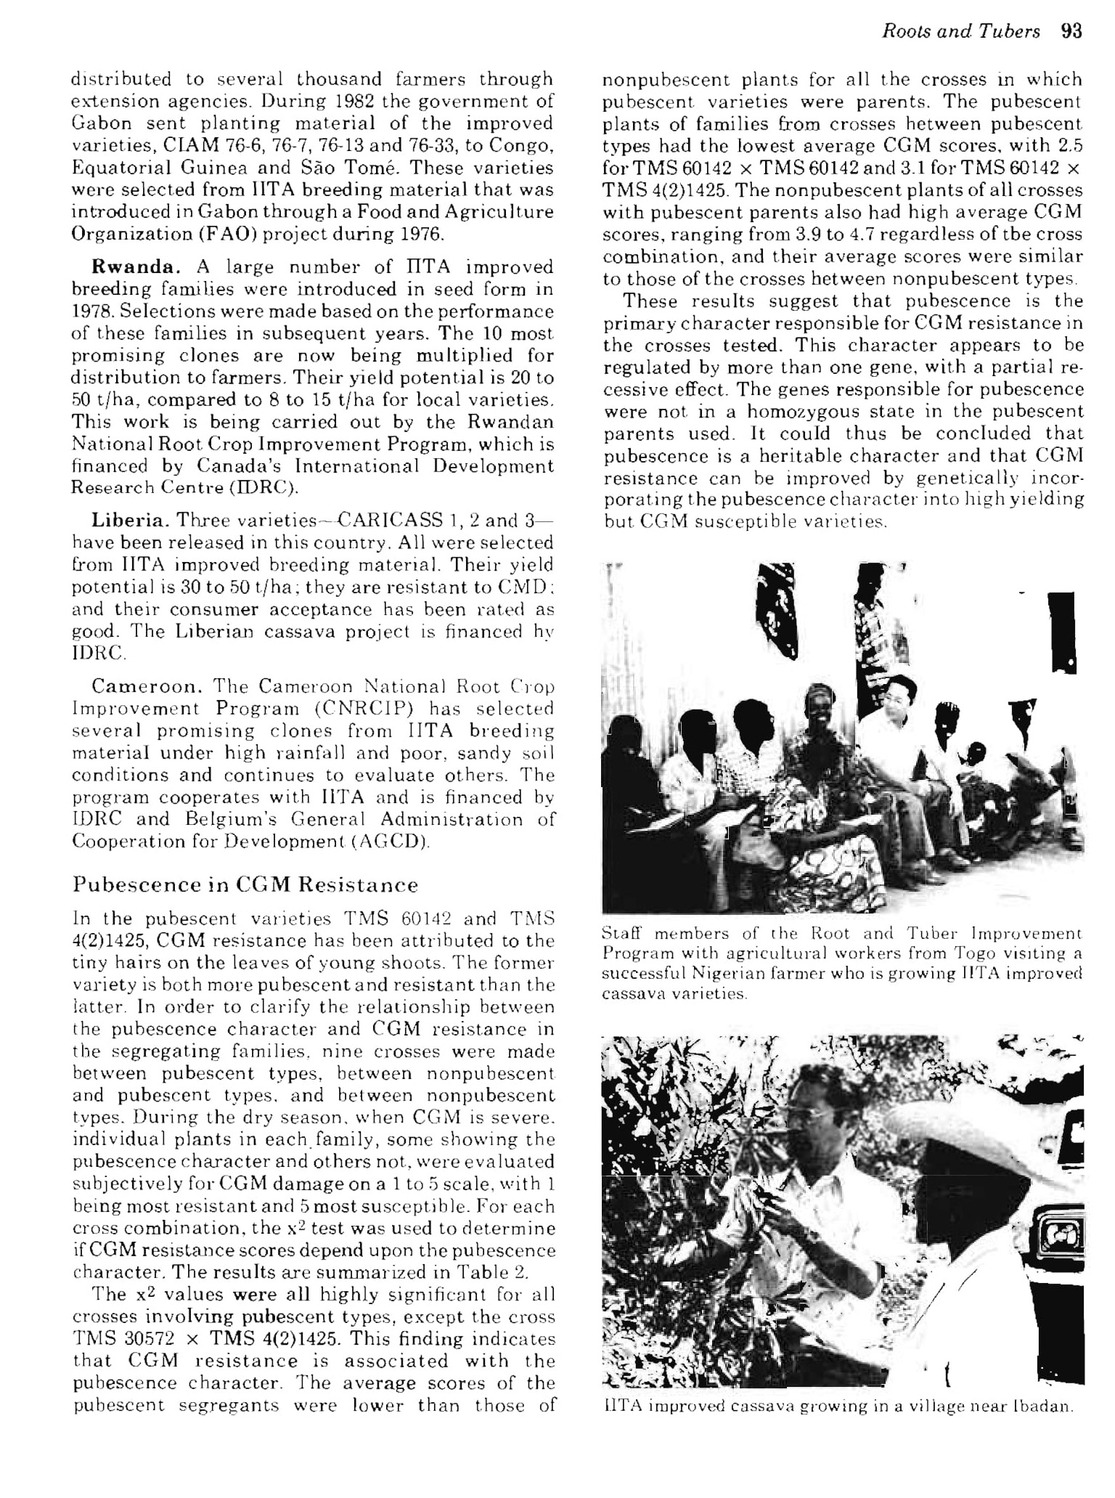 Roots and Tubers 93
distributed to several thousand farmers through
extension agencies. During 1982 the government of
Gabon sent planting material of the improved
varieties, CIAM 76-6, 76-7, 76-13 and 76-33, to Congo,
Equatorial Guinea and São Tomé. These varieties
were selected from IITA breeding material that was
introduced in Gabon through a Food and Agriculture
Organization (FAO) project during 1976.
Rwanda. A large number of IITA improved
breeding families were introduced in seed form in
1978. Selections were made based on the performance
of these families in subsequent years. The 10 most
promising clones are now being multiplied for
distribution to farmers. Their yield potential is 20 to
50 t/ha, compared to 8 to 15 t/ha for local varieties.
This work is being carried out by the Rwandan
National Root Crop Improvement Program, which is
financed by Canada's International Development
Research Centre (IDRC).
Liberia. Three varieties—CARICASS 1, 2 and 3—
have been released in this country. All were selected
from IITA improved breeding material. Their yield
potential is 30 to 50 t/ha; they are resistant to CMD;
and their consumer acceptance has been rated as
good. The Liberian cassava project is financed by
IDRC.
Cameroon. The Cameroon National Root Crop
Improvement Program (CNRCIP) has selected
several promising clones from IITA breeding
material under high rainfall and poor, sandy soil
conditions and continues to evaluate others. The
program cooperates with IITA and is financed by
IDRC and Belgium's General Administration of
Cooperation for Development (AGCD).
Pubescence in CGM Resistance
In the pubescent varieties TMS 60142 and TMS
4(2)1425, CGM resistance has been attributed to the
tiny hairs on the leaves of young shoots. The former
variety is both more pubescent and resistant than the
latter. In order to clarify the relationship between
the pubescence character and CGM resistance in
the segregating families, nine crosses were made
between pubescent types, between nonpubescent
and pubescent types, and between nonpubescent
types. During the dry season, when CGM is severe,
individual plants in each family, some showing the
pubescence character and others not, were evaluated
subjectively for CGM damage on a 1 to 5 scale, with 1
being most resistant and 5 most susceptible. For each
cross combination, the x² test was used to determine
if CGM resistance scores depend upon the pubescence
character. The results are summarized in Table 2.
The x² values were all highly significant for all
crosses involving pubescent types, except the cross
TMS 30572 × TMS 4(2)1425. This finding indicates
that CGM resistance is associated with the
pubescence character. The average scores of the
pubescent segregants were lower than those of
nonpubescent plants for all the crosses in which
pubescent varieties were parents. The pubescent
plants of families from crosses between pubescent
types had the lowest average CGM scores, with 2.5
for TMS 60142 × TMS 60142 and 3.1 for TMS 60142 ×
TMS 4(2)1425. The nonpubescent plants of all crosses
with pubescent parents also had high average CGM
scores, ranging from 3.9 to 4.7 regardless of the cross
combination, and their average scores were similar
to those of the crosses between nonpubescent types.
These results suggest that pubescence is the
primary character responsible for CGM resistance in
the crosses tested. This character appears to be
regulated by more than one gene, with a partial re-
cessive effect. The genes responsible for pubescence
were not in a homozygous state in the pubescent
parents used. It could thus be concluded that
pubescence is a heritable character and that CGM
resistance can be improved by genetically incor-
porating the pubescence character into high yielding
but CGM susceptible varieties.
Staff members of the Root and Tuber Improvement
Program with agricultural workers from Togo visiting a
successful Nigerian farmer who is growing IITA improved
cassava varieties.
IITA improved cassava growing in a village near Ibadan.